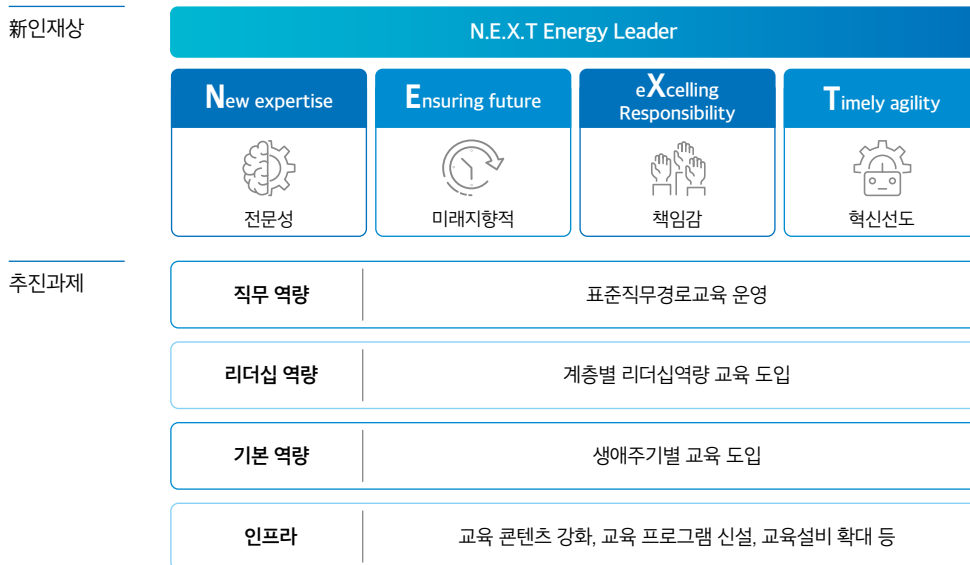 新인재상
N.E.X.T Energy Leader
New expertise
Ensuring future
eXcelling
Responsibility
Timely agility
전문성
미래지향적
책임감
혁신선도
추진과제
직무 역량
표준직무경로교육 운영
리더십 역량
계층별 리더십역량 교육 도입
기본 역량
생애주기별 교육 도입
인프라
교육 콘텐츠 강화, 교육 프로그램 신설, 교육설비 확대 등